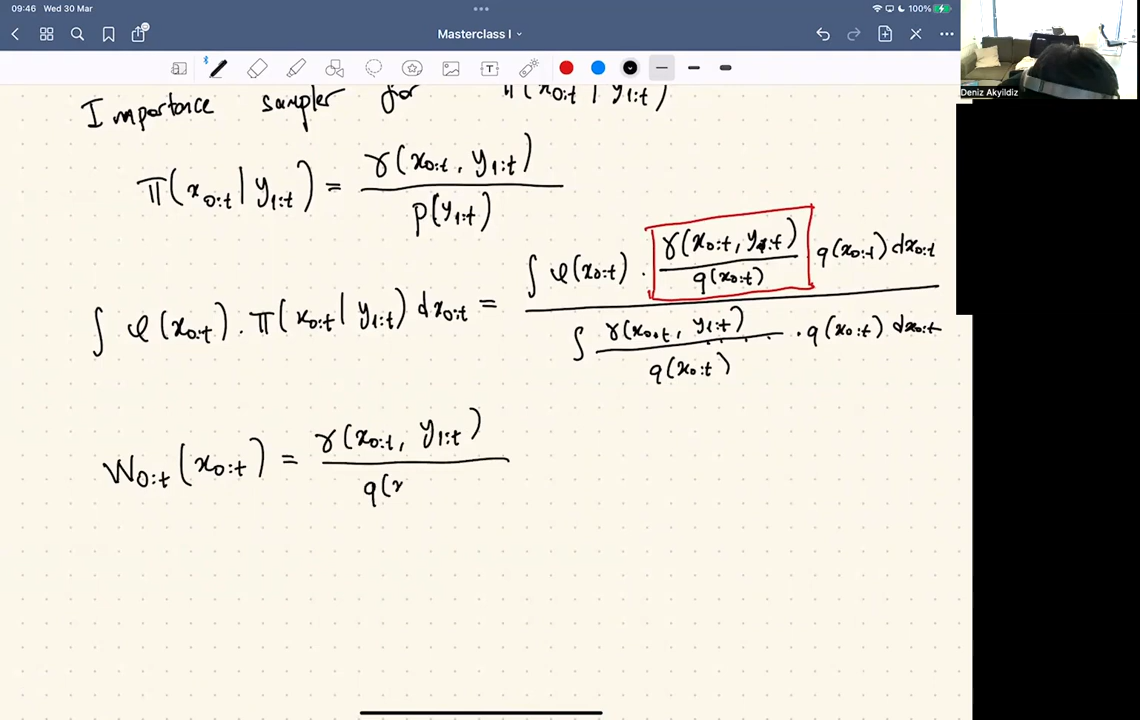 09:46 Wed 30 Mar
100%
Masterclass I
Deniz Akyildiz
Importance sampler for π(x₀:t | y₁:t)
π(x₀:t | y₁:t) = γ(x₀:t, y₁:t) / p(y₁:t)
∫ φ(x₀:t) · π(x₀:t | y₁:t) dx₀:t = ∫ φ(x₀:t) · γ(x₀:t, y₁:t) / q(x₀:t) · q(x₀:t) dx₀:t / ∫ γ(x₀:t, y₁:t) / q(x₀:t) · q(x₀:t) dx₀:t
W₀:t(x₀:t) = γ(x₀:t, y₁:t) / q(x